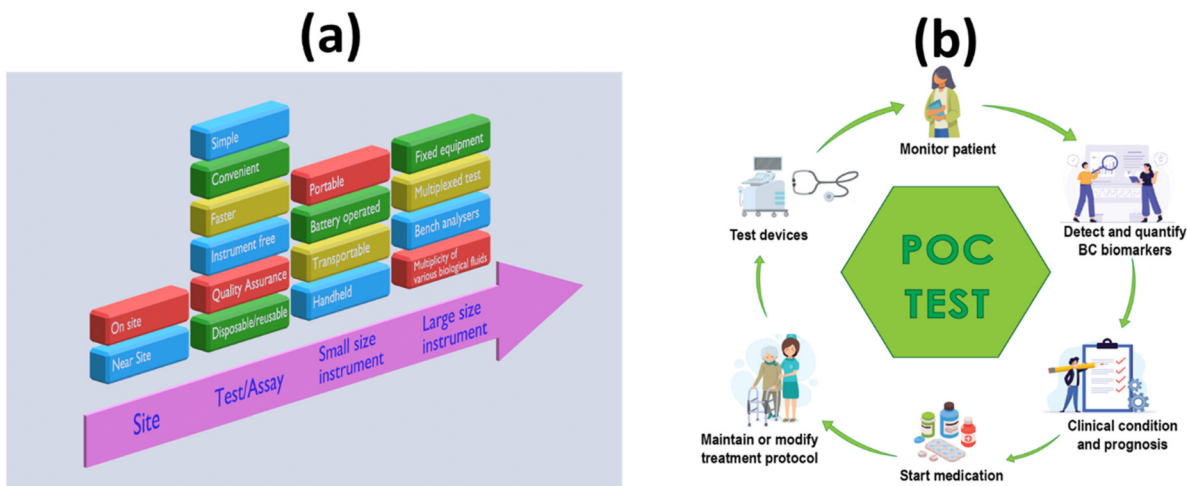 (a)
Simple
Convenient
Faster
Instrument free
Quality Assurance
Disposable/reusable
On site
Near Site
Portable
Battery operated
Transportable
Handheld
Fixed equipment
Multiplexed test
Bench analysers
Multiplicity of
various biological fluids
Site
Test/Assay
Small size
instrument
Large size
instrument
(b)
Monitor patient
Detect and quantify
BC biomarkers
Clinical condition
and prognosis
Start medication
Maintain or modify
treatment protocol
Test devices
POC
TEST